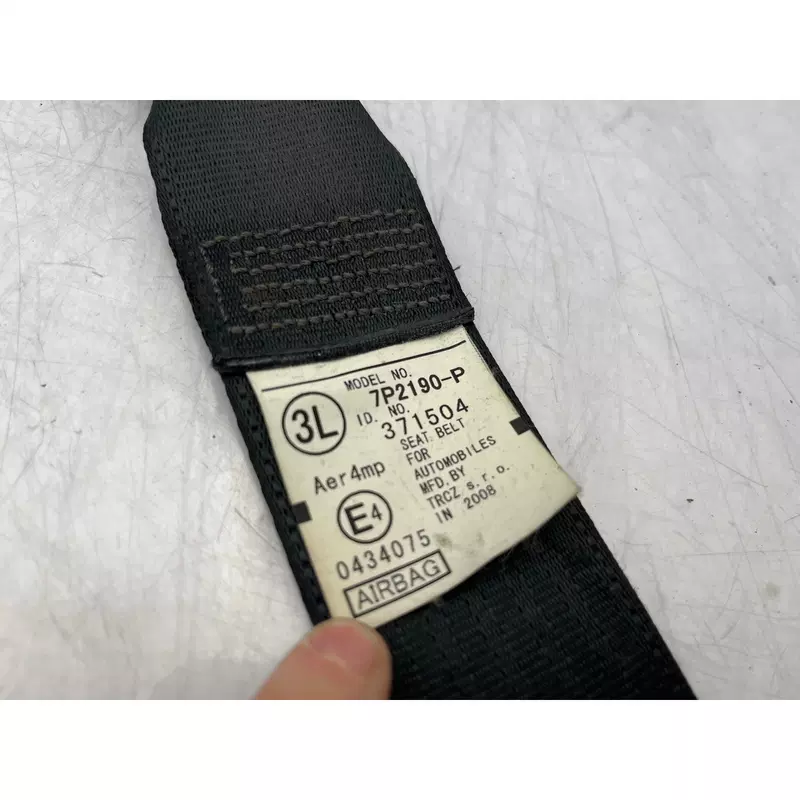 MODEL NO.
7P2190-P
3L
ID. NO.
371504
SEAT BELT
FOR
AUTOMOBILES
MFD. BY
TRCZ s.r.o.
IN 2008
Aer4mp
E4
0434075
AIRBAG